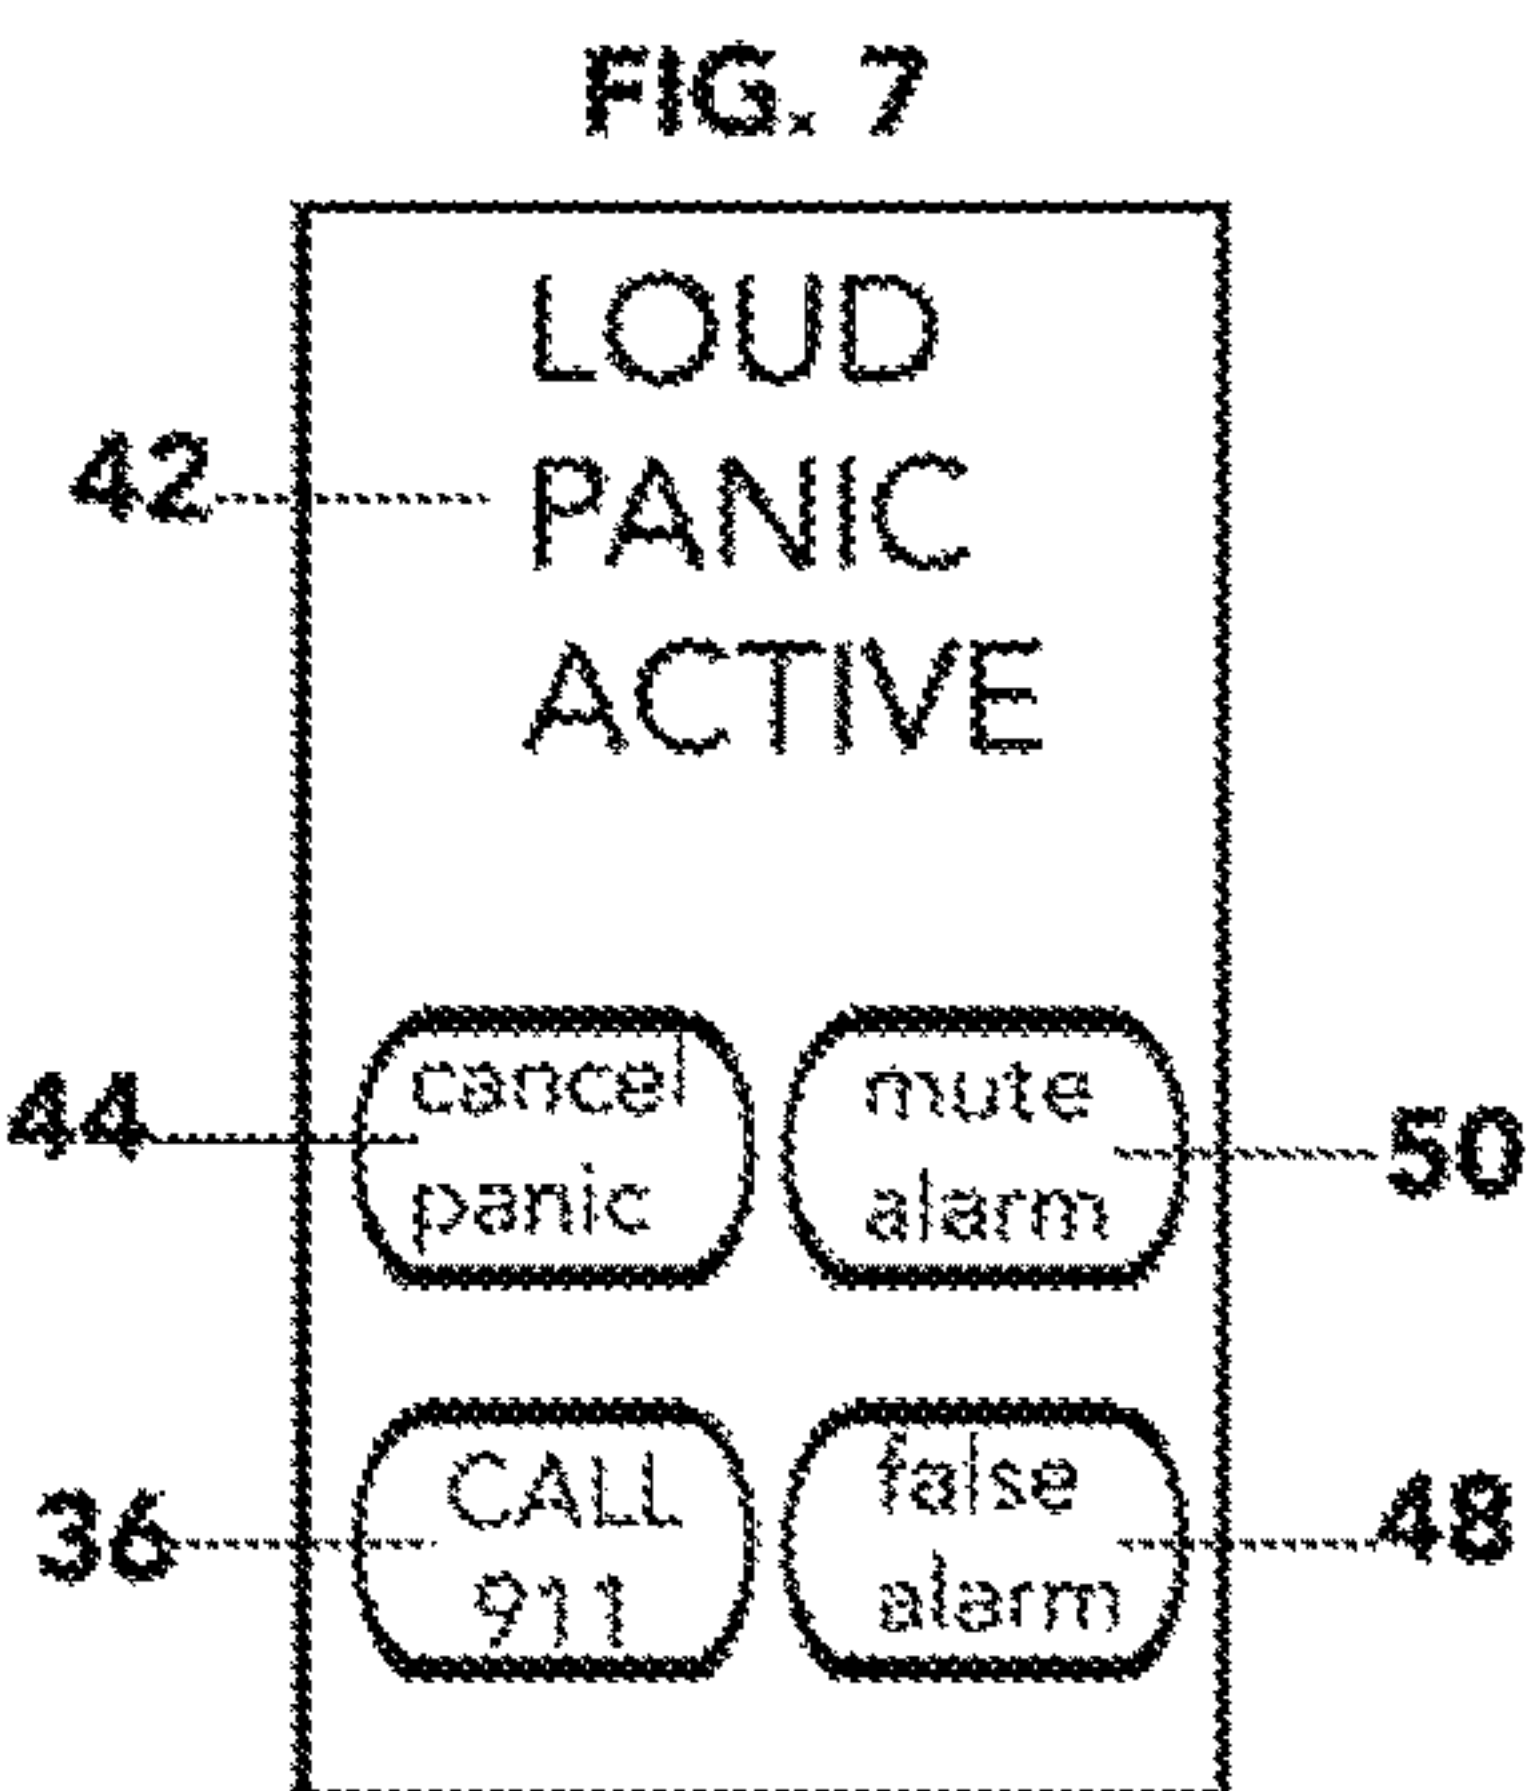 FIG. 7
LOUD
42 PANIC
ACTIVE
cancel
panic
44
mute
alarm
50
CALL
911
36
false
alarm
48